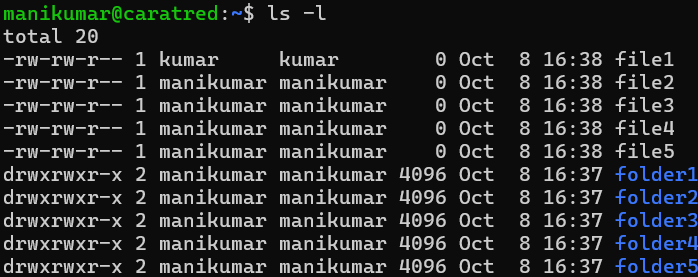 manikumar@caratred:~$ ls -l
total 20
-rw-rw-r-- 1 kumar     kumar        0 Oct  8 16:38 file1
-rw-rw-r-- 1 manikumar manikumar    0 Oct  8 16:38 file2
-rw-rw-r-- 1 manikumar manikumar    0 Oct  8 16:38 file3
-rw-rw-r-- 1 manikumar manikumar    0 Oct  8 16:38 file4
-rw-rw-r-- 1 manikumar manikumar    0 Oct  8 16:38 file5
drwxrwxr-x 2 manikumar manikumar 4096 Oct  8 16:37 folder1
drwxrwxr-x 2 manikumar manikumar 4096 Oct  8 16:37 folder2
drwxrwxr-x 2 manikumar manikumar 4096 Oct  8 16:37 folder3
drwxrwxr-x 2 manikumar manikumar 4096 Oct  8 16:37 folder4
drwxrwxr-x 2 manikumar manikumar 4096 Oct  8 16:37 folder5